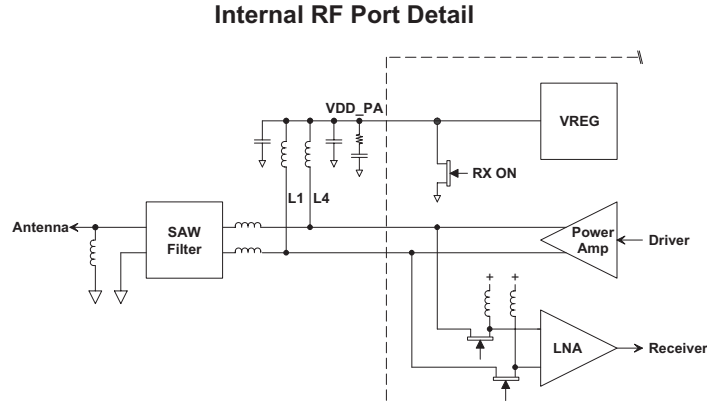 Internal RF Port Detail
VDD_PA
VREG
RX ON
L1 L4
Antenna
SAW
Filter
Power
Amp
Driver
+ +
LNA
Receiver